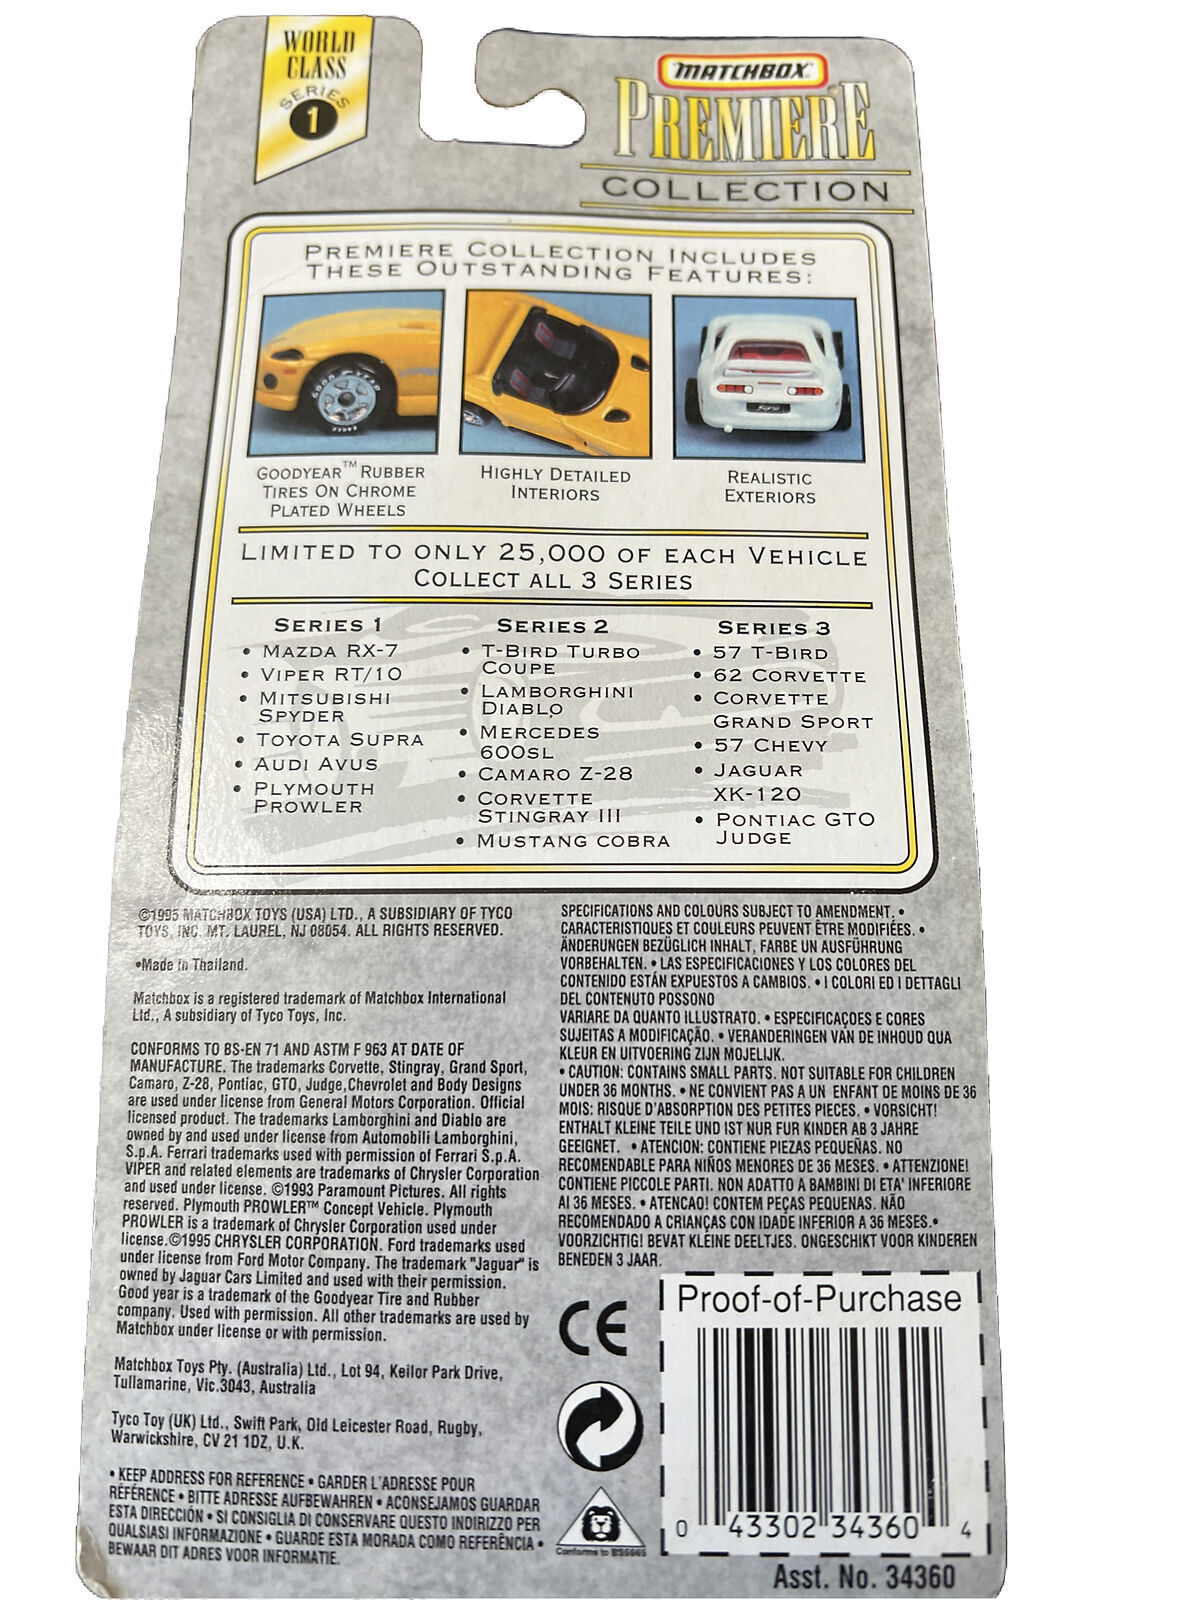 WORLD
CLASS
SERIES
1
MATCHBOX
PREMIERE
COLLECTION
PREMIERE COLLECTION INCLUDES
THESE OUTSTANDING FEATURES:
GOODYEAR™ RUBBER
TIRES ON CHROME
PLATED WHEELS
HIGHLY DETAILED
INTERIORS
REALISTIC
EXTERIORS
LIMITED TO ONLY 25,000 OF EACH VEHICLE
COLLECT ALL 3 SERIES
SERIES 1
• MAZDA RX-7
• VIPER RT/10
• MITSUBISHI
SPYDER
• TOYOTA SUPRA
• AUDI AVUS
• PLYMOUTH
PROWLER
SERIES 2
• T-BIRD TURBO
COUPE
• LAMBORGHINI
DIABLO
• MERCEDES
600SL
• CAMARO Z-28
• CORVETTE
STINGRAY III
• MUSTANG COBRA
SERIES 3
• 57 T-BIRD
• 62 CORVETTE
• CORVETTE
GRAND SPORT
• 57 CHEVY
• JAGUAR
XK-120
• PONTIAC GTO
JUDGE
©1995 MATCHBOX TOYS (USA) LTD., A SUBSIDIARY OF TYCO
TOYS, INC. MT. LAUREL, NJ 08054. ALL RIGHTS RESERVED.
•Made in Thailand.
Matchbox is a registered trademark of Matchbox International
Ltd., A subsidiary of Tyco Toys, Inc.
CONFORMS TO BS-EN 71 AND ASTM F 963 AT DATE OF
MANUFACTURE. The trademarks Corvette, Stingray, Grand Sport,
Camaro, Z-28, Pontiac, GTO, Judge,Chevrolet and Body Designs
are used under license from General Motors Corporation. Official
licensed product. The trademarks Lamborghini and Diablo are
owned by and used under license from Automobili Lamborghini,
S.p.A. Ferrari trademarks used with permission of Ferrari S.p.A.
VIPER and related elements are trademarks of Chrysler Corporation
and used under license. ©1993 Paramount Pictures. All rights
reserved. Plymouth PROWLER™ Concept Vehicle. Plymouth
PROWLER is a trademark of Chrysler Corporation used under
license.©1995 CHRYSLER CORPORATION. Ford trademarks used
under license from Ford Motor Company. The trademark "Jaguar" is
owned by Jaguar Cars Limited and used with their permission.
Good year is a trademark of the Goodyear Tire and Rubber
company. Used with permission. All other trademarks are used by
Matchbox under license or with permission.
Matchbox Toys Pty. (Australia) Ltd., Lot 94, Keilor Park Drive,
Tullamarine, Vic.3043, Australia
Tyco Toy (UK) Ltd., Swift Park, Old Leicester Road, Rugby,
Warwickshire, CV 21 1DZ, U.K.
• KEEP ADDRESS FOR REFERENCE • GARDER L'ADRESSE POUR
RÉFÉRENCE • BITTE ADRESSE AUFBEWAHREN • ACONSEJAMOS GUARDAR
ESTA DIRECCIÓN • SI CONSIGLIA DI CONSERVARE QUESTO INDIRIZZO PER
QUALSIASI INFORMAZIONE • GUARDE ESTA MORADA COMO REFERÊNCIA •
BEWAAR DIT ADRES VOOR INFORMATIE.
SPECIFICATIONS AND COLOURS SUBJECT TO AMENDMENT. •
CARACTERISTIQUES ET COULEURS PEUVENT ÊTRE MODIFIÉES. •
ÄNDERUNGEN BEZÜGLICH INHALT, FARBE UN AUSFÜHRUNG
VORBEHALTEN. • LAS ESPECIFICACIONES Y LOS COLORES DEL
CONTENIDO ESTÁN EXPUESTOS A CAMBIOS. • I COLORI ED I DETTAGLI
DEL CONTENUTO POSSONO
VARIARE DA QUANTO ILLUSTRATO. • ESPECIFICAÇOES E CORES
SUJEITAS A MODIFICAÇÃO. • VERANDERINGEN VAN DE INHOUD QUA
KLEUR EN UITVOERING ZIJN MOJELIJK.
• CAUTION: CONTAINS SMALL PARTS. NOT SUITABLE FOR CHILDREN
UNDER 36 MONTHS. • NE CONVIENT PAS A UN ENFANT DE MOINS DE 36
MOIS: RISQUE D'ABSORPTION DES PETITES PIECES. • VORSICHT!
ENTHALT KLEINE TEILE UND IST NUR FUR KINDER AB 3 JAHRE
GEEIGNET. • ATENCION: CONTIENE PIEZAS PEQUEÑAS. NO
RECOMENDABLE PARA NIÑOS MENORES DE 36 MESES. • ATTENZIONE!
CONTIENE PICCOLE PARTI. NON ADATTO A BAMBINI DI ETA' INFERIORE
AI 36 MESES. • ATENCAO! CONTEM PEÇAS PEQUENAS. NÃO
RECOMENDADO A CRIANÇAS CON IDADE INFERIOR A 36 MESES.•
VOORZICHTIG! BEVAT KLEINE DEELTJES. ONGESCHIKT VOOR KINDEREN
BENEDEN 3 JAAR.
CE
Conforms to BS5665
Proof-of-Purchase
0 43302 34360 4
Asst. No. 34360